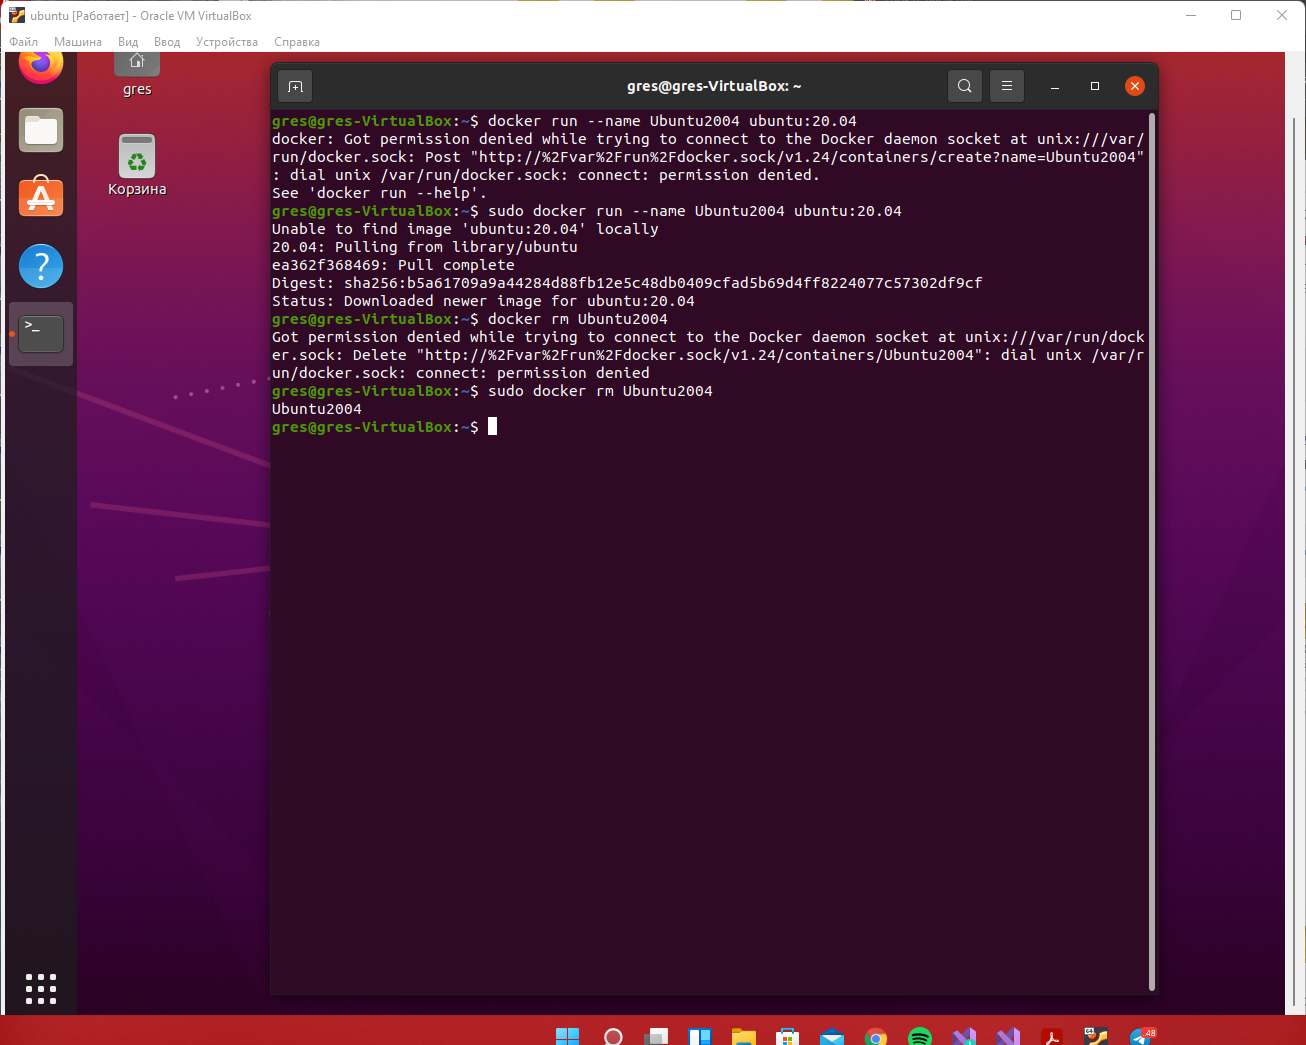 ubuntu [Работает] - Oracle VM VirtualBox
Файл Машина Вид Ввод Устройства Справка
gres
Корзина
gres@gres-VirtualBox: ~
gres@gres-VirtualBox:~$ docker run --name Ubuntu2004 ubuntu:20.04
docker: Got permission denied while trying to connect to the Docker daemon socket at unix:///var/
run/docker.sock: Post "http://%2Fvar%2Frun%2Fdocker.sock/v1.24/containers/create?name=Ubuntu2004"
: dial unix /var/run/docker.sock: connect: permission denied.
See 'docker run --help'.
gres@gres-VirtualBox:~$ sudo docker run --name Ubuntu2004 ubuntu:20.04
Unable to find image 'ubuntu:20.04' locally
20.04: Pulling from library/ubuntu
ea362f368469: Pull complete
Digest: sha256:b5a61709a9a44284d88fb12e5c48db0409cfad5b69d4ff8224077c57302df9cf
Status: Downloaded newer image for ubuntu:20.04
gres@gres-VirtualBox:~$ docker rm Ubuntu2004
Got permission denied while trying to connect to the Docker daemon socket at unix:///var/run/dock
er.sock: Delete "http://%2Fvar%2Frun%2Fdocker.sock/v1.24/containers/Ubuntu2004": dial unix /var/r
un/docker.sock: connect: permission denied
gres@gres-VirtualBox:~$ sudo docker rm Ubuntu2004
Ubuntu2004
gres@gres-VirtualBox:~$
48